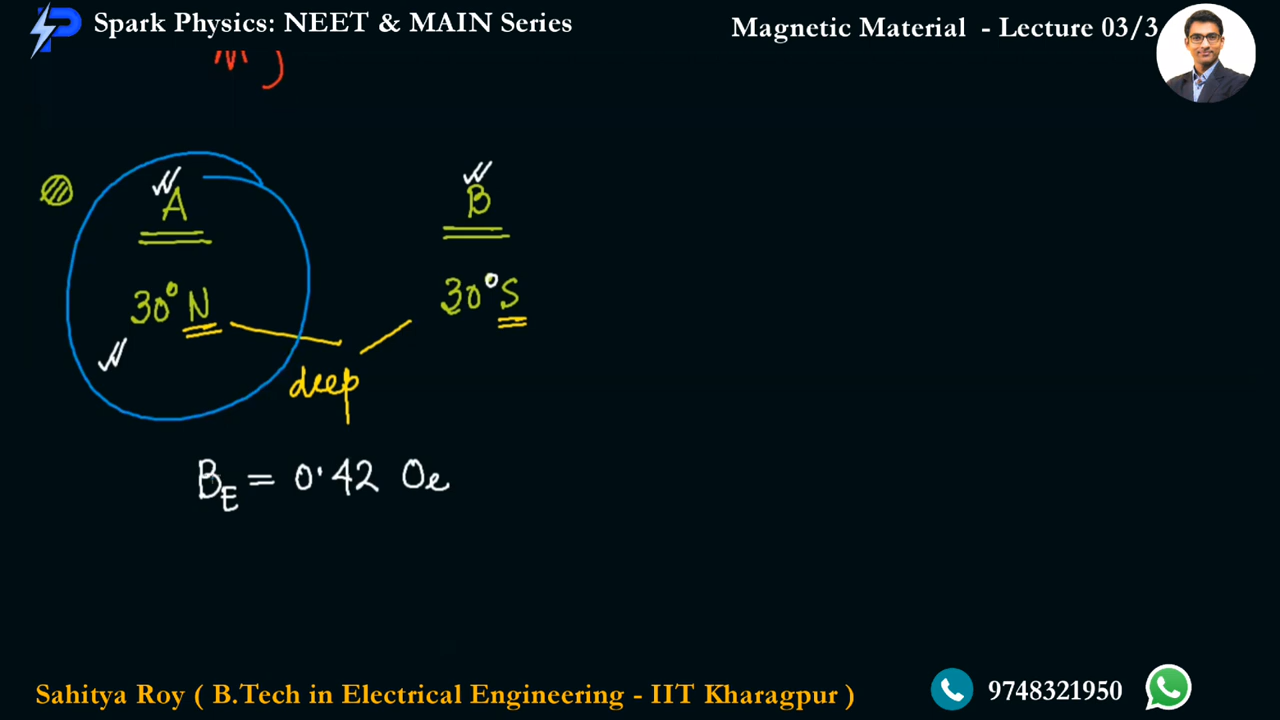 Spark Physics: NEET & MAIN Series
Magnetic Material - Lecture 03/3
A
B
30° N
30° S
deep
B_E = 0.42 Oe
Sahitya Roy ( B.Tech in Electrical Engineering - IIT Kharagpur )
9748321950